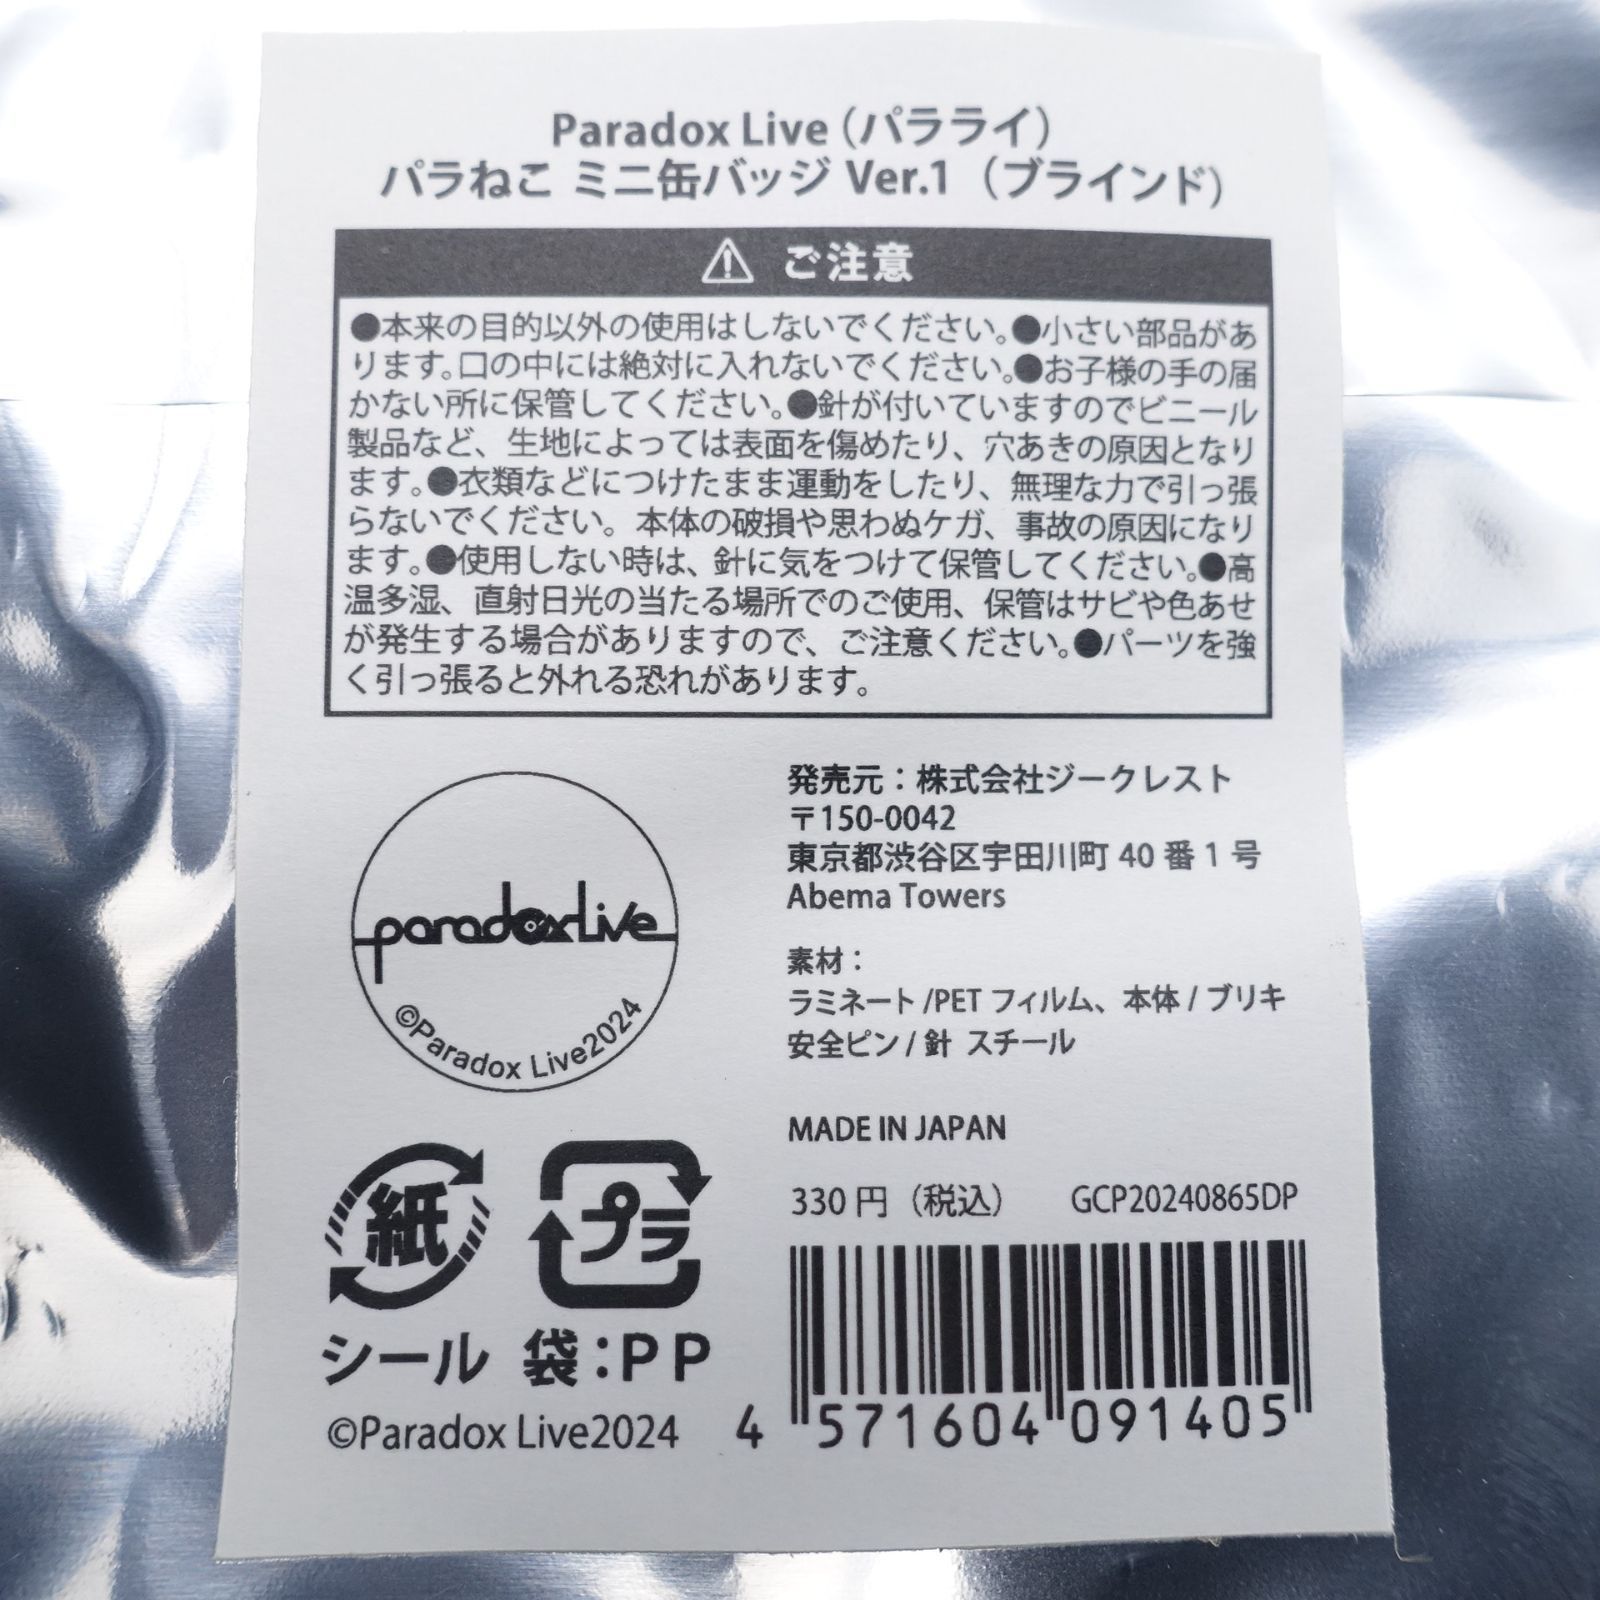 Paradox Live（パラライ）
パラねこ ミニ缶バッジ Ver.1 （ブラインド）
ご注意
●本来の目的以外の使用はしないでください。●小さい部品があ
ります。口の中には絶対に入れないでください。●お子様の手の届
かない所に保管してください。●針が付いていますのでビニール
製品など、生地によっては表面を傷めたり、穴あきの原因となり
ます。●衣類などにつけたまま運動をしたり、無理な力で引っ張
らないでください。本体の破損や思わぬケガ、事故の原因になり
ます。●使用しない時は、針に気をつけて保管してください。●高
温多湿、直射日光の当たる場所でのご使用、保管はサビや色あせ
が発生する場合がありますので、ご注意ください。●パーツを強
く引っ張ると外れる恐れがあります。
paradoxLive
©Paradox Live2024
発売元：株式会社ジークレスト
〒150-0042
東京都渋谷区宇田川町 40 番 1 号
Abema Towers
素材：
ラミネート/PET フィルム、本体 / ブリキ
安全ピン / 針 スチール
MADE IN JAPAN
紙
プラ
シール 袋：PP
©Paradox Live2024
330 円（税込） GCP20240865DP
4 571604 091405